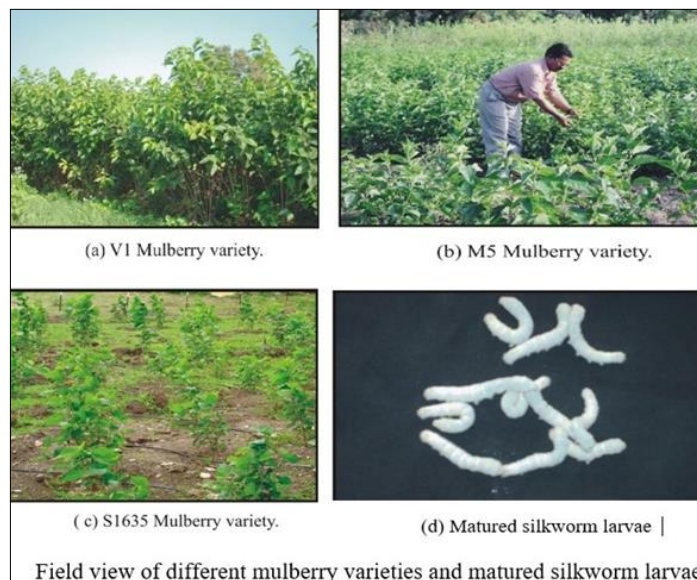 (a) V1 Mulberry variety.
(b) M5 Mulberry variety.
( c) S1635 Mulberry variety.
(d) Matured silkworm larvae |
Field view of different mulberry varieties and matured silkworm larvae